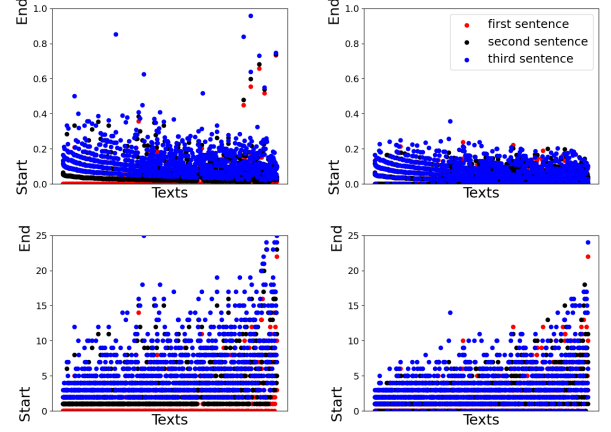 End
1.0
0.8
0.6
0.4
0.2
0.0
Start
Texts
End
1.0
0.8
0.6
0.4
0.2
0.0
Start
Texts
first sentence
second sentence
third sentence
End
25
20
15
10
5
0
Start
Texts
End
25
20
15
10
5
0
Start
Texts